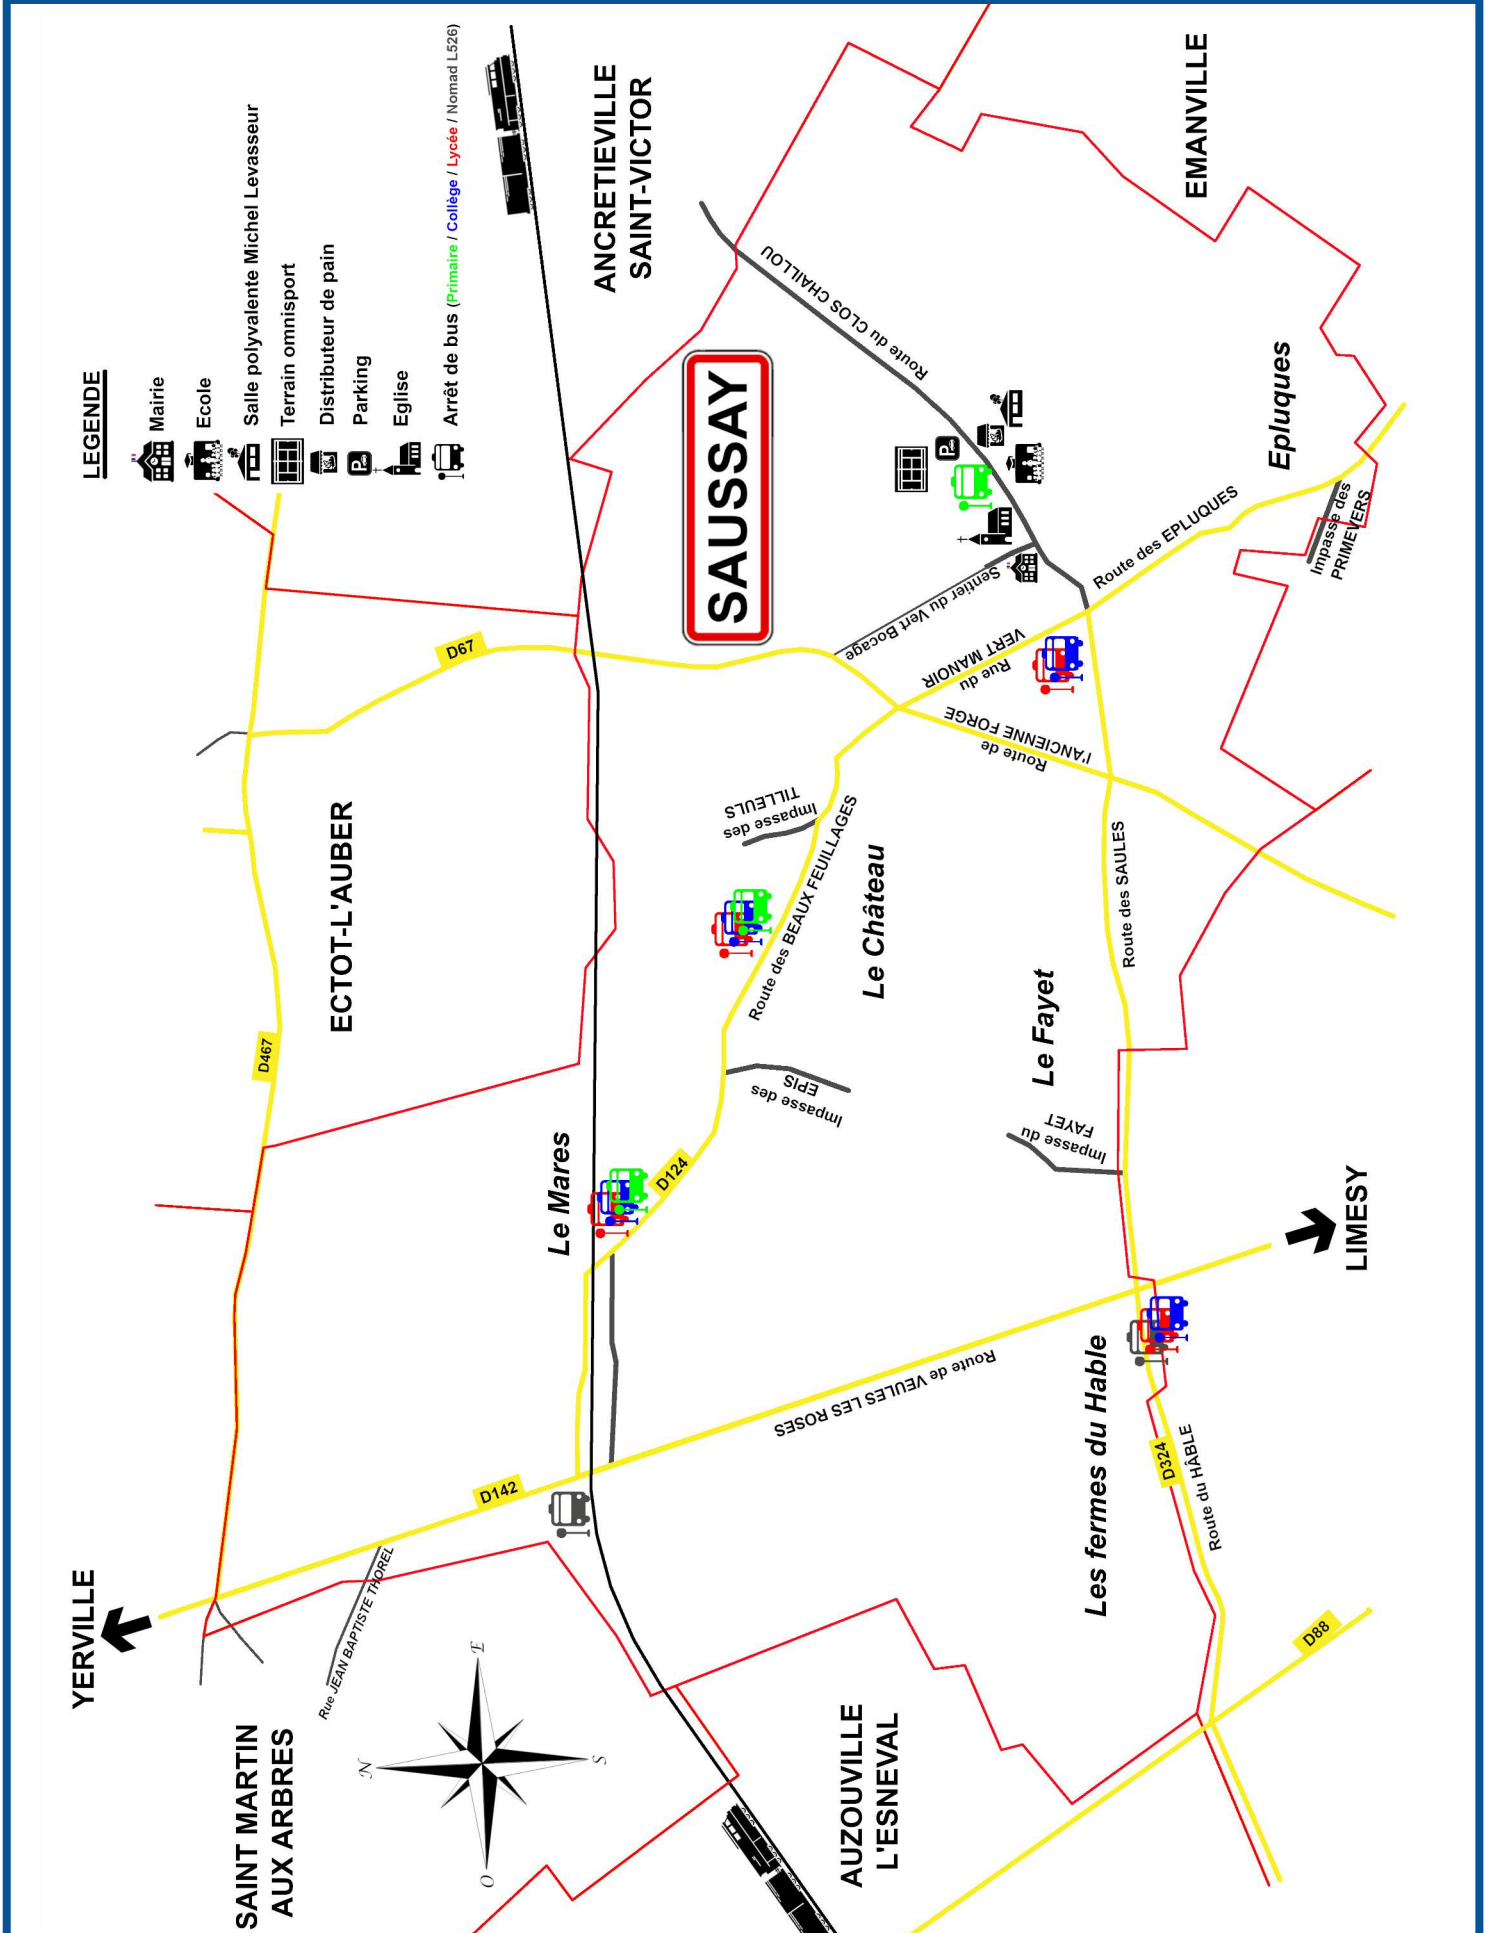 LEGENDE
Mairie
Ecole
Salle polyvalente Michel Levasseur
Terrain omnisport
Distributeur de pain
P
Parking
Eglise
Arrêt de bus (Primaire / Collège / Lycée / Nomad L526)
YERVILLE
SAINT MARTIN
AUX ARBRES
Rue JEAN BAPTISTE THOREL
N
E
S
O
D142
D467
D67
ECTOT-L'AUBER
ANCRETIEVILLE
SAINT-VICTOR
SAUSSAY
Le Mares
D124
Impasse des
EPIS
Route des BEAUX FEUILLAGES
Impasse des
TILLEULS
Le Château
Route du CLOS CHAILLOU
P
Sentier du Vert Bocage
Rue du
VERT MANOIR
Route de
l'ANCIENNE FORGE
Route des EPLUQUES
Epluques
Impasse des
PRIMEVERS
EMANVILLE
Route des SAULES
Le Fayet
Impasse du
FAYET
Route de VEULES LES ROSES
LIMESY
Les fermes du Hable
D324
Route du HÂBLE
D88
AUZOUVILLE
L'ESNEVAL